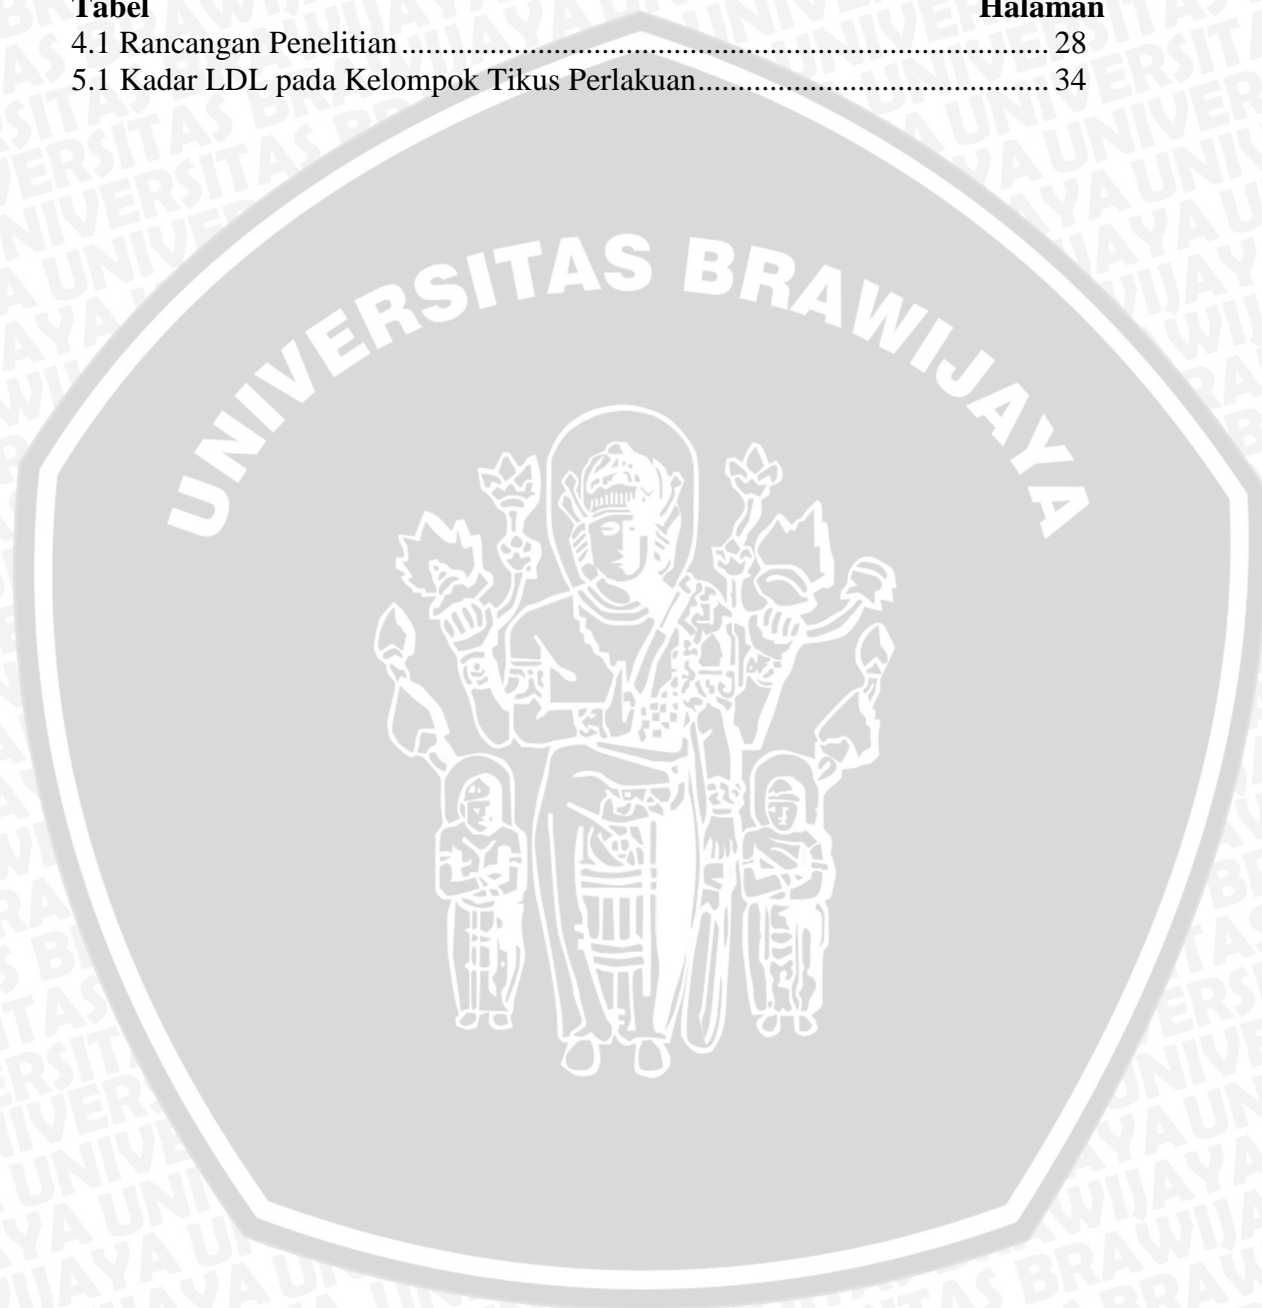 Tabel Halaman
4.1 Rancangan Penelitian ........................................................................... 28
5.1 Kadar LDL pada Kelompok Tikus Perlakuan........................................ 34
UNIVERSITAS BRAWIJAYA